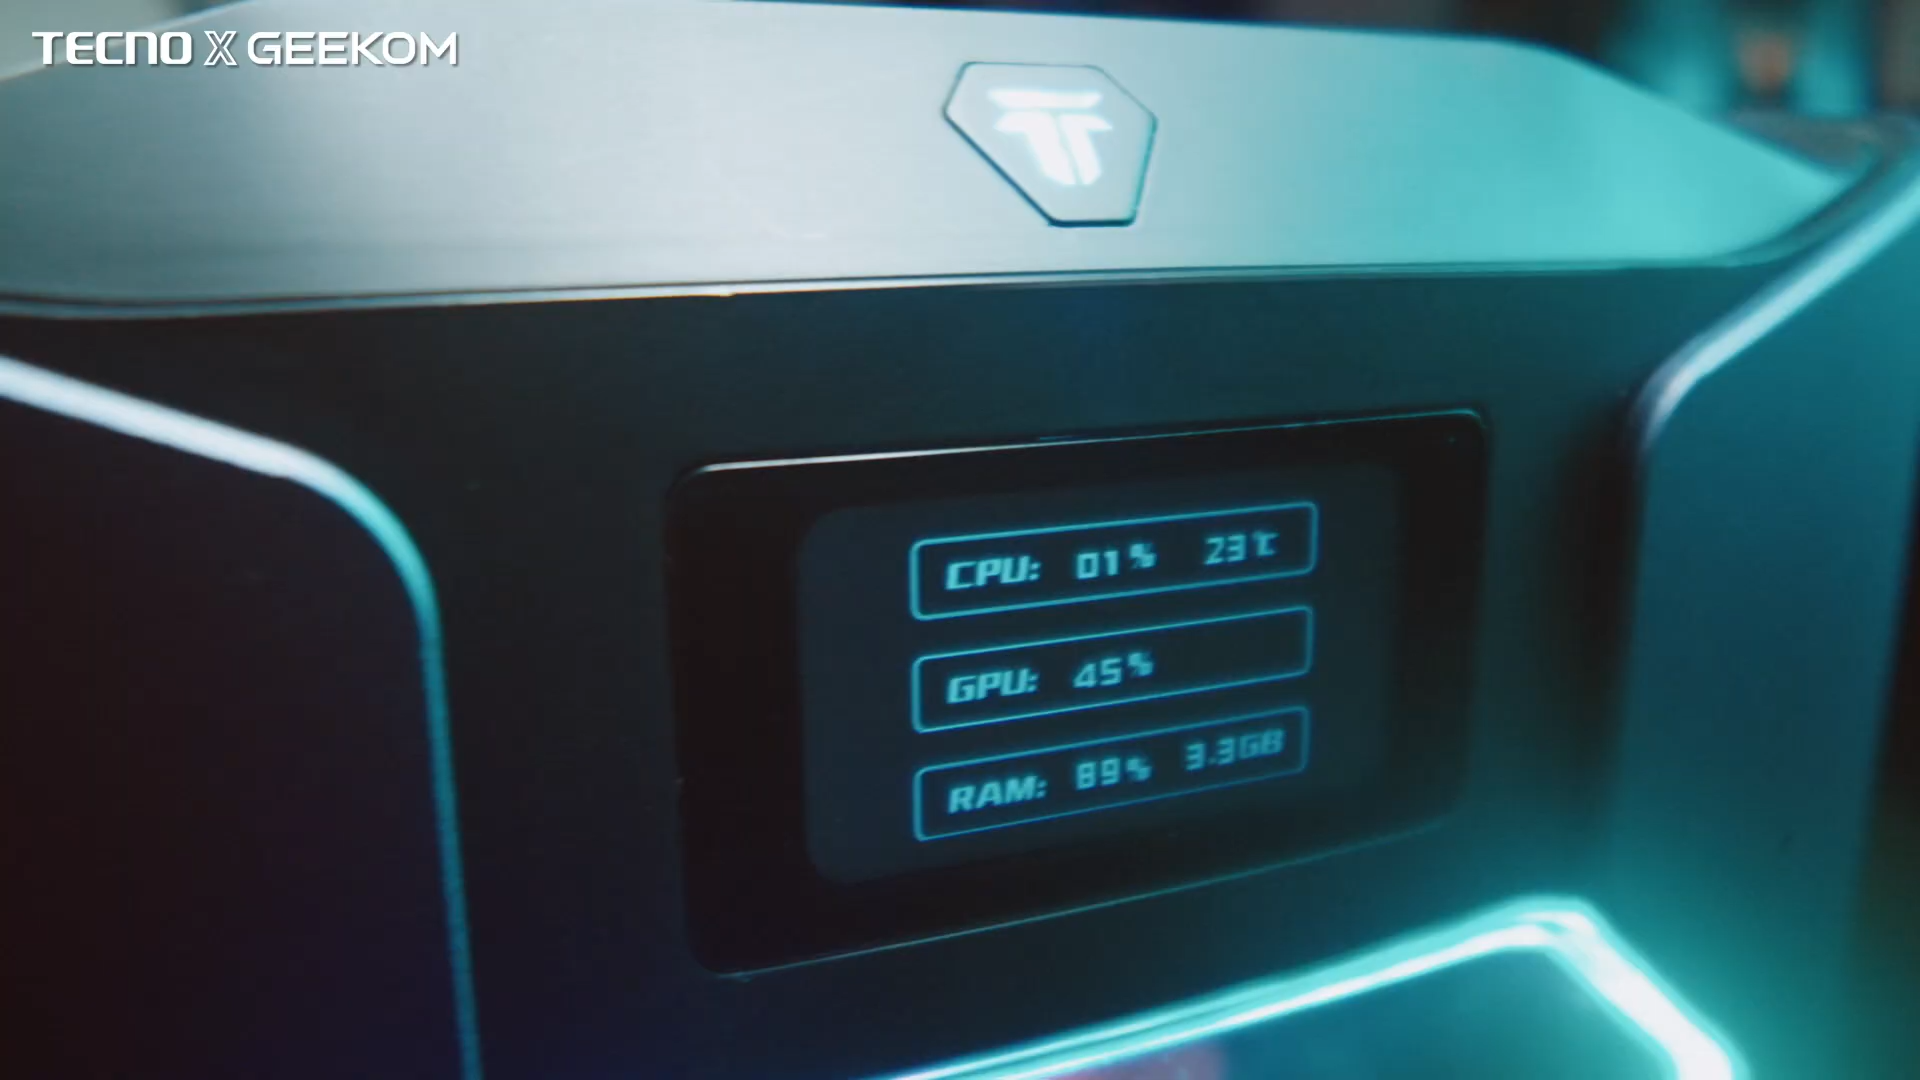 TECNO X GEEKOM
CPU: 01% 23℃
GPU: 45%
RAM: 89% 3.3GB